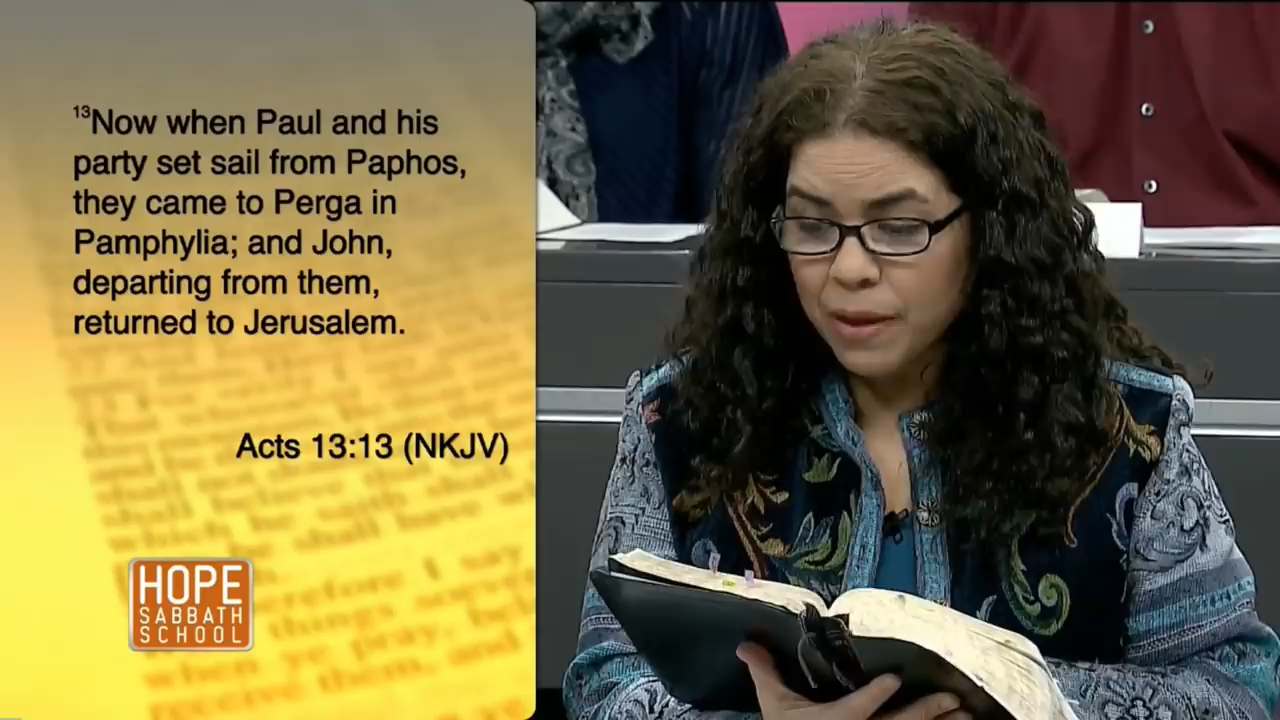 ¹³Now when Paul and his
party set sail from Paphos,
they came to Perga in
Pamphylia; and John,
departing from them,
returned to Jerusalem.
Acts 13:13 (NKJV)
HOPE
SABBATH
SCHOOL